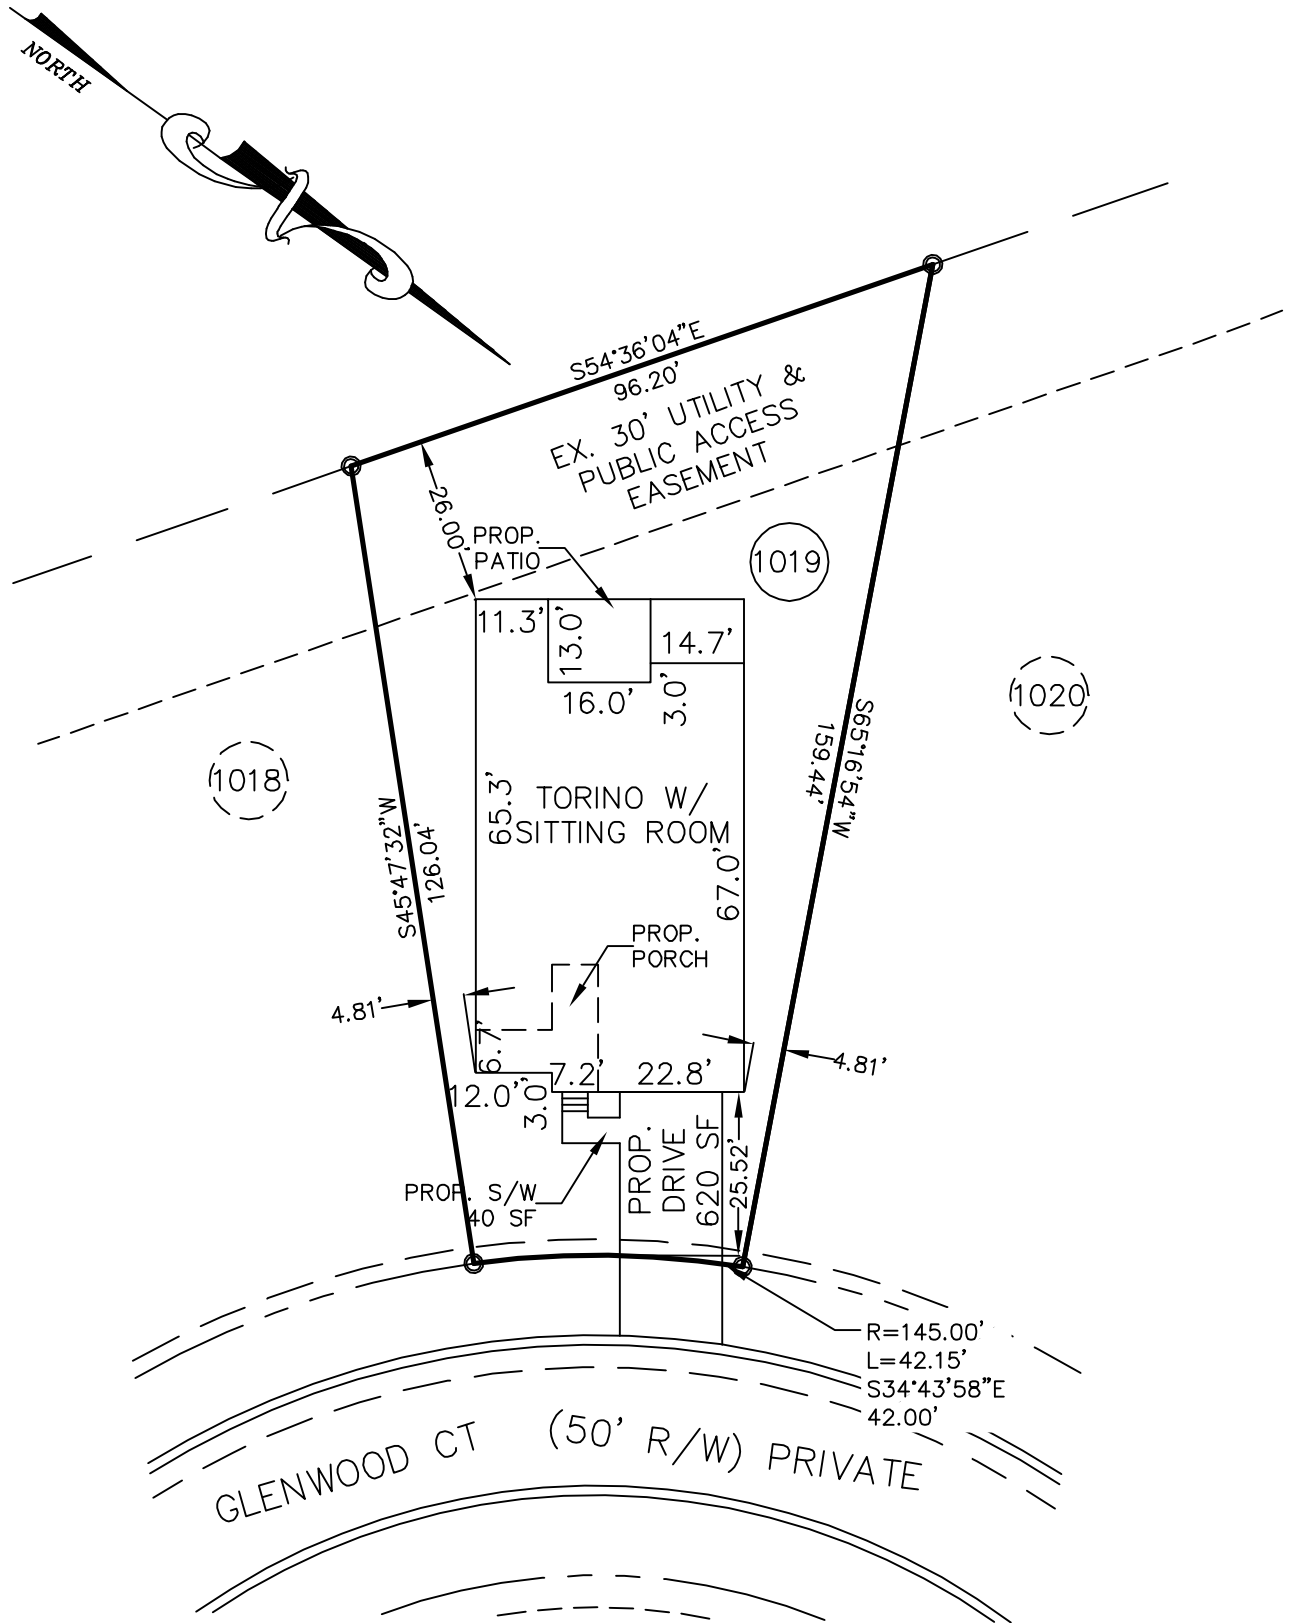 NORTH
S54°36'04"E
96.20'
EX. 30' UTILITY &
PUBLIC ACCESS
EASEMENT
26.00'
PROP.
PATIO
1019
11.3'
13.0'
14.7'
16.0'
3.0'
1020
1018
S65°16'54"W
159.44'
65.3'
TORINO W/
SITTING ROOM
S45°47'32"W
126.04'
67.0'
PROP.
PORCH
4.81'
6.7'
7.2'
22.8'
4.81'
12.0'
3.0'
PROP.
DRIVE
620 SF
25.52'
PROP. S/W
40 SF
R=145.00'
L=42.15'
S34°43'58"E
42.00'
GLENWOOD CT (50' R/W) PRIVATE